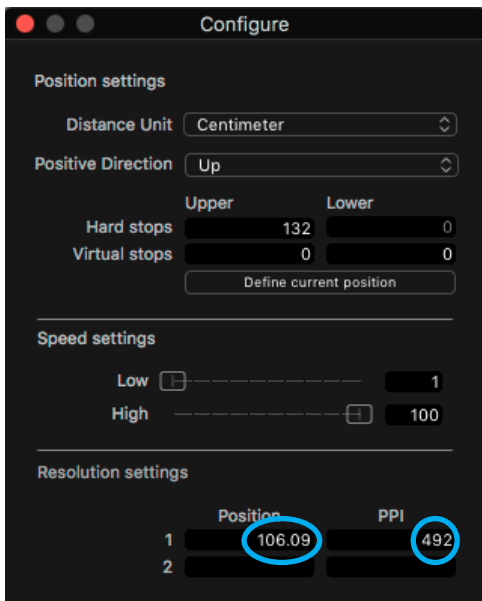 Configure
Position settings
Distance Unit Centimeter
Positive Direction Up
Upper Lower
Hard stops 132 0
Virtual stops 0 0
Define current position
Speed settings
Low 1
High 100
Resolution settings
Position PPI
1 106.09 492
2